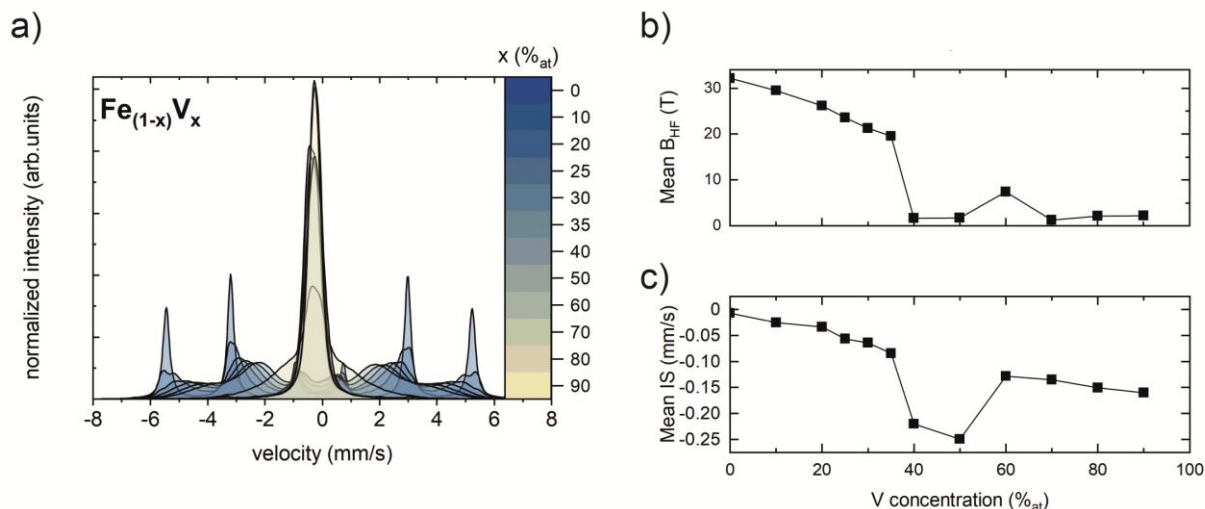 a)
x (%at)
Fe(1-x)Vx
normalized intensity (arb.units)
0
10
20
25
30
35
40
50
60
70
80
90
-8 -6 -4 -2 0 2 4 6 8
velocity (mm/s)
b)
Mean BHF (T)
30
20
10
0
c)
Mean IS (mm/s)
0
-0.05
-0.10
-0.15
-0.20
-0.25
0 20 40 60 80 100
V concentration (%at)